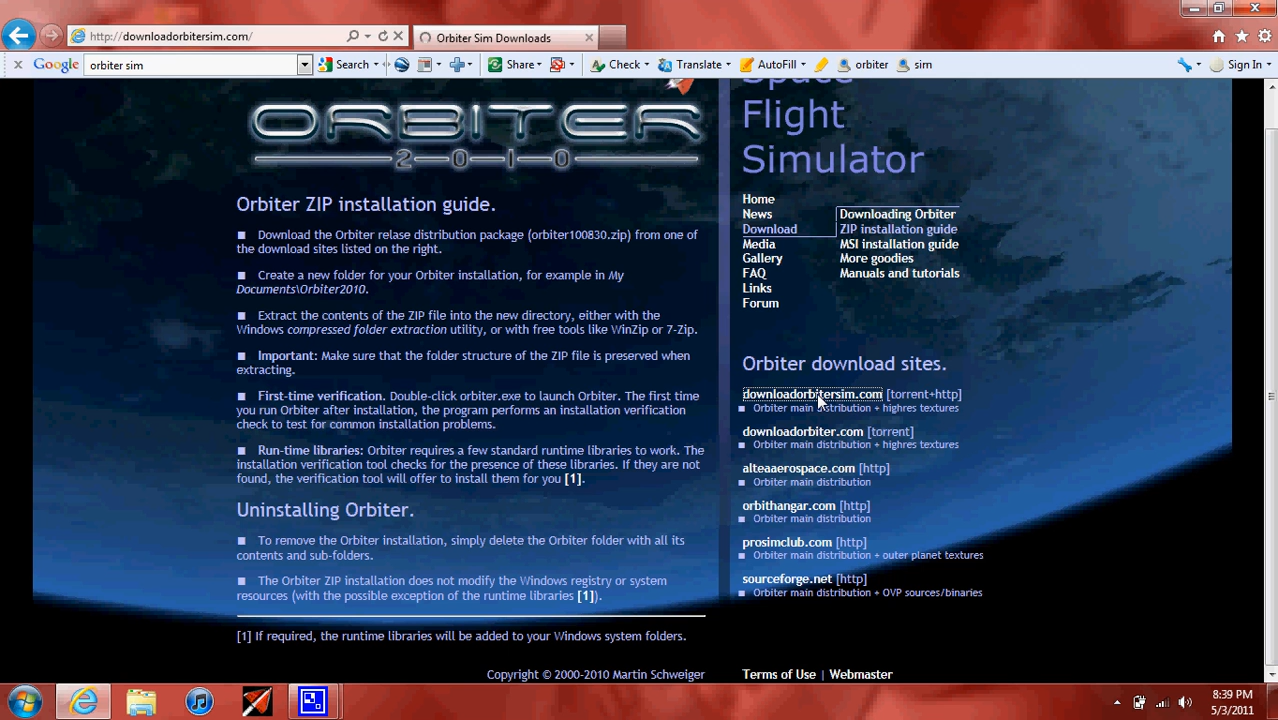 http://downloadorbitersim.com/
Orbiter Sim Downloads
Google
orbiter sim
Search
Share
Check
Translate
AutoFill
orbiter
sim
Sign In
ORBITER
2010
Space
Flight
Simulator
Home
News
Download
Media
Gallery
FAQ
Links
Forum
Downloading Orbiter
ZIP installation guide
MSI installation guide
More goodies
Manuals and tutorials
Orbiter ZIP installation guide.
Download the Orbiter relase distribution package (orbiter100830.zip) from one of
the download sites listed on the right.
Create a new folder for your Orbiter installation, for example in My
Documents\Orbiter2010.
Extract the contents of the ZIP file into the new directory, either with the
Windows compressed folder extraction utility, or with free tools like WinZip or 7-Zip.
Important: Make sure that the folder structure of the ZIP file is preserved when
extracting.
First-time verification. Double-click orbiter.exe to launch Orbiter. The first time
you run Orbiter after installation, the program performs an installation verification
check to test for common installation problems.
Run-time libraries: Orbiter requires a few standard runtime libraries to work. The
installation verification tool checks for the presence of these libraries. If they are not
found, the verification tool will offer to install them for you [1].
Uninstalling Orbiter.
To remove the Orbiter installation, simply delete the Orbiter folder with all its
contents and sub-folders.
The Orbiter ZIP installation does not modify the Windows registry or system
resources (with the possible exception of the runtime libraries [1]).
[1] If required, the runtime libraries will be added to your Windows system folders.
Copyright © 2000-2010 Martin Schweiger
Orbiter download sites.
downloadorbitersim.com [torrent+http]
Orbiter main distribution + highres textures
downloadorbiter.com [torrent]
Orbiter main distribution + highres textures
alteaaerospace.com [http]
Orbiter main distribution
orbithangar.com [http]
Orbiter main distribution
prosimclub.com [http]
Orbiter main distribution + outer planet textures
sourceforge.net [http]
Orbiter main distribution + OVP sources/binaries
Terms of Use | Webmaster
8:39 PM
5/3/2011